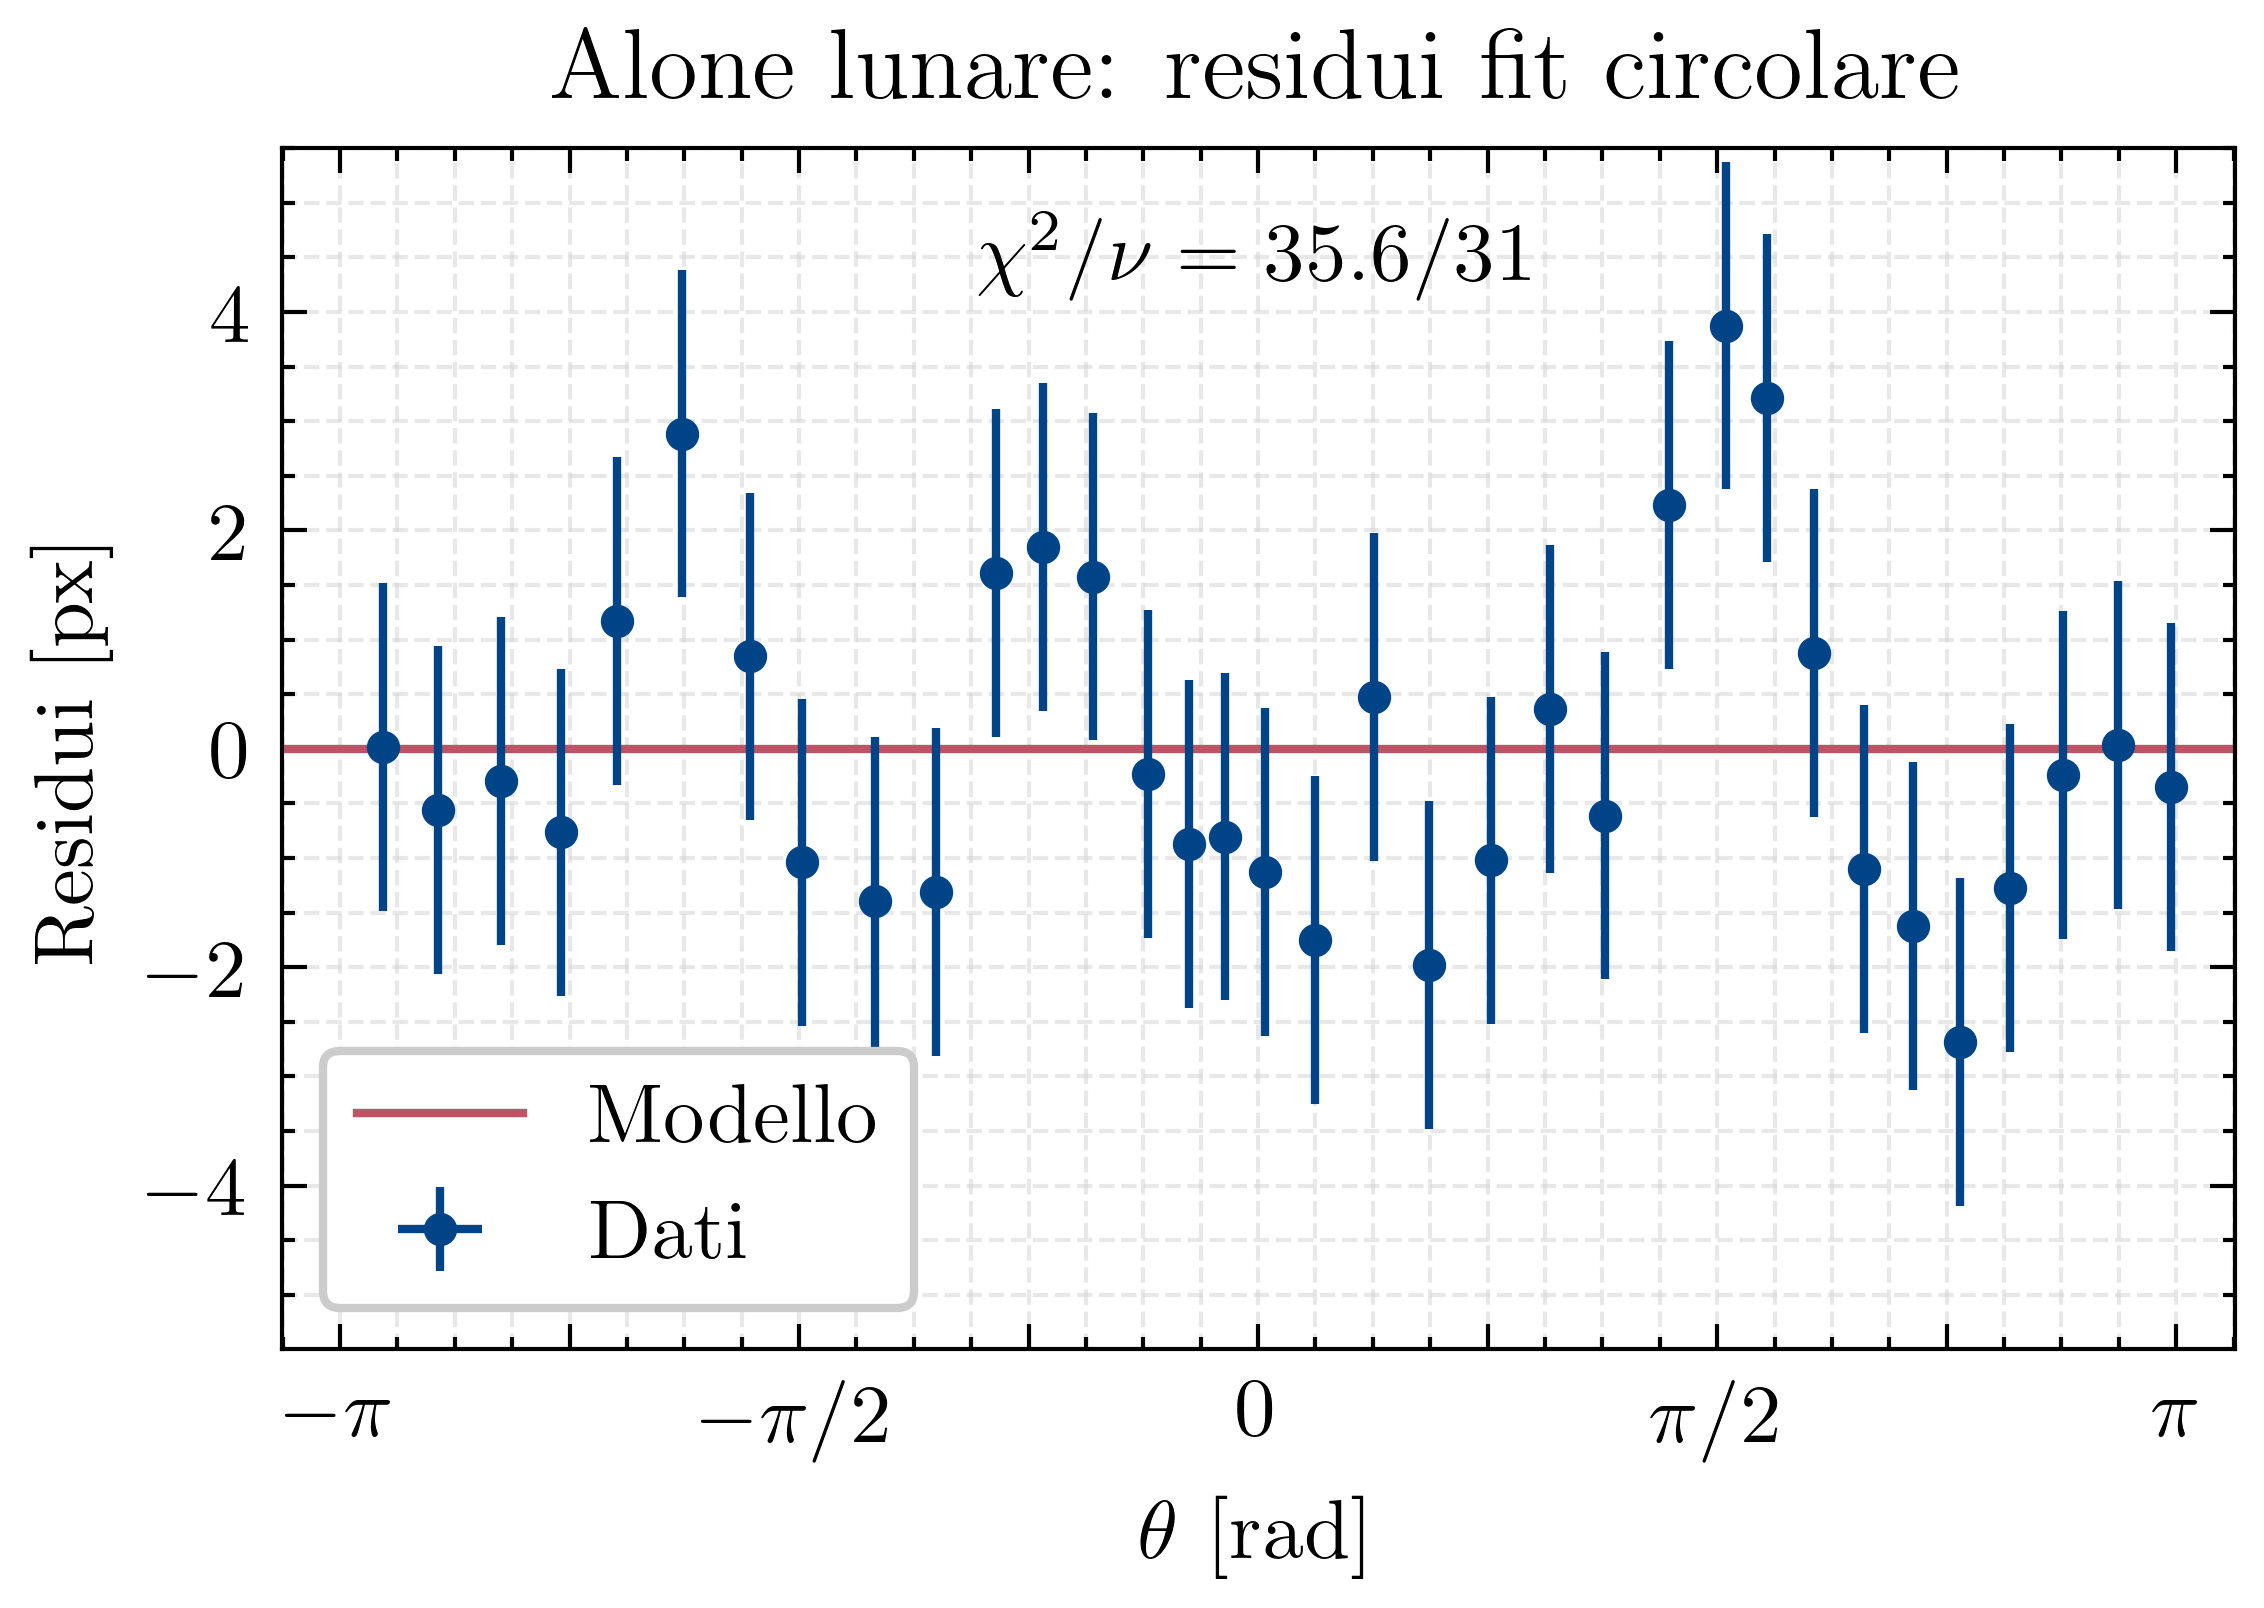 Alone lunare: residui fit circolare
χ²/ν = 35.6/31
Residui [px]
4
2
0
−2
−4
Modello
Dati
−π −π/2 0 π/2 π
θ [rad]